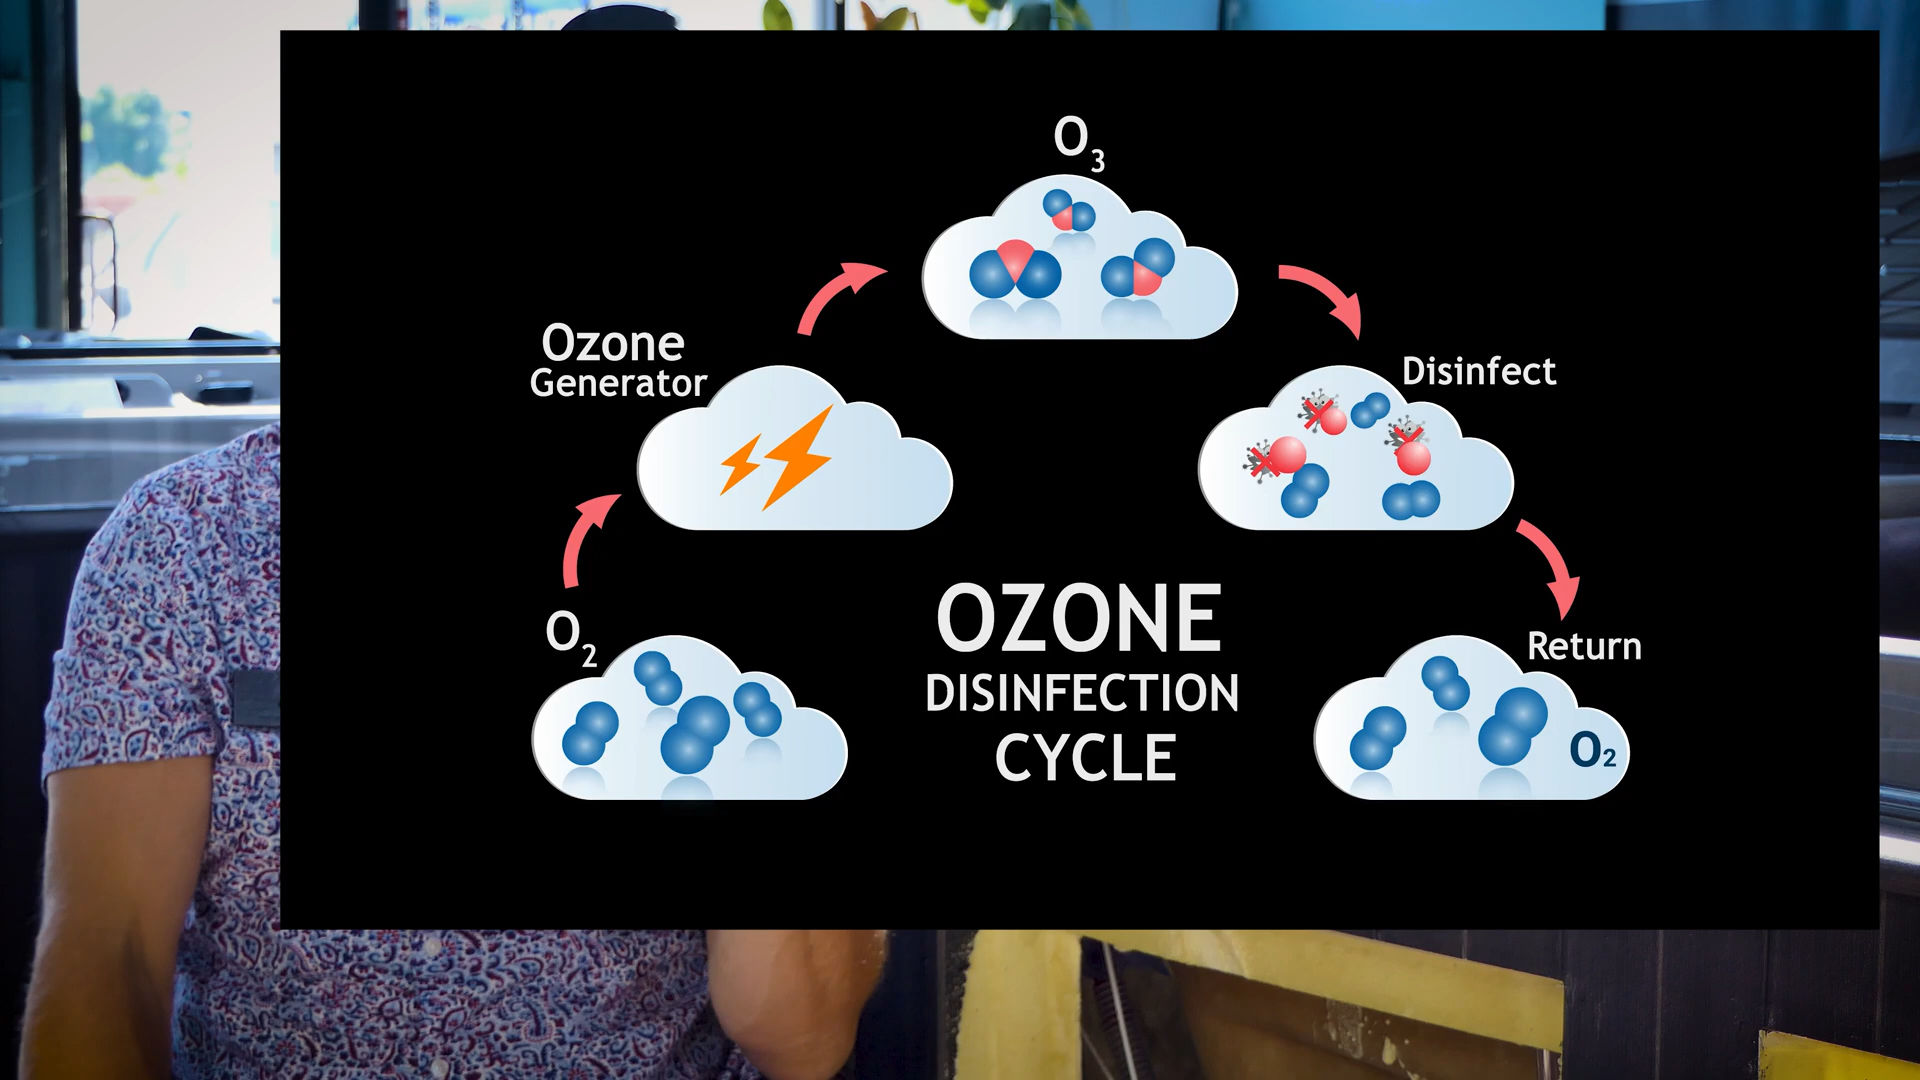 O₃
Ozone
Generator
Disinfect
O₂
OZONE
DISINFECTION
CYCLE
Return
O₂